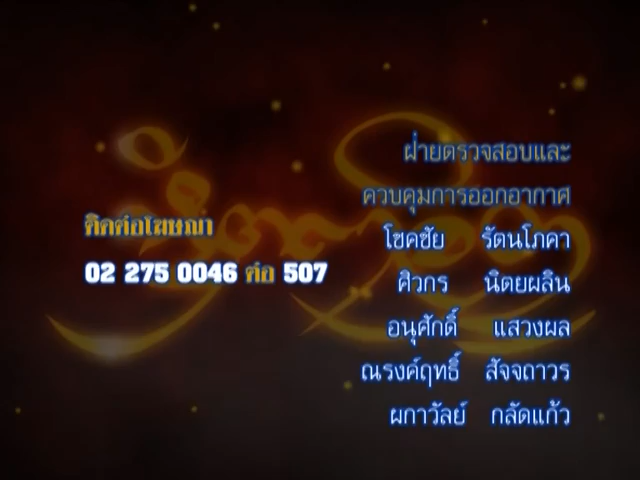 ติดต่อโฆษณา
02 275 0046 ต่อ 507
ฝ่ายตรวจสอบและ
ควบคุมการออกอากาศ
โชคชัย รัตนโภคา
ศิวกร นิตยผลิน
อนุศักดิ์ แสวงผล
ณรงค์ฤทธิ์ สัจจถาวร
ผกาวัลย์ กลัดแก้ว